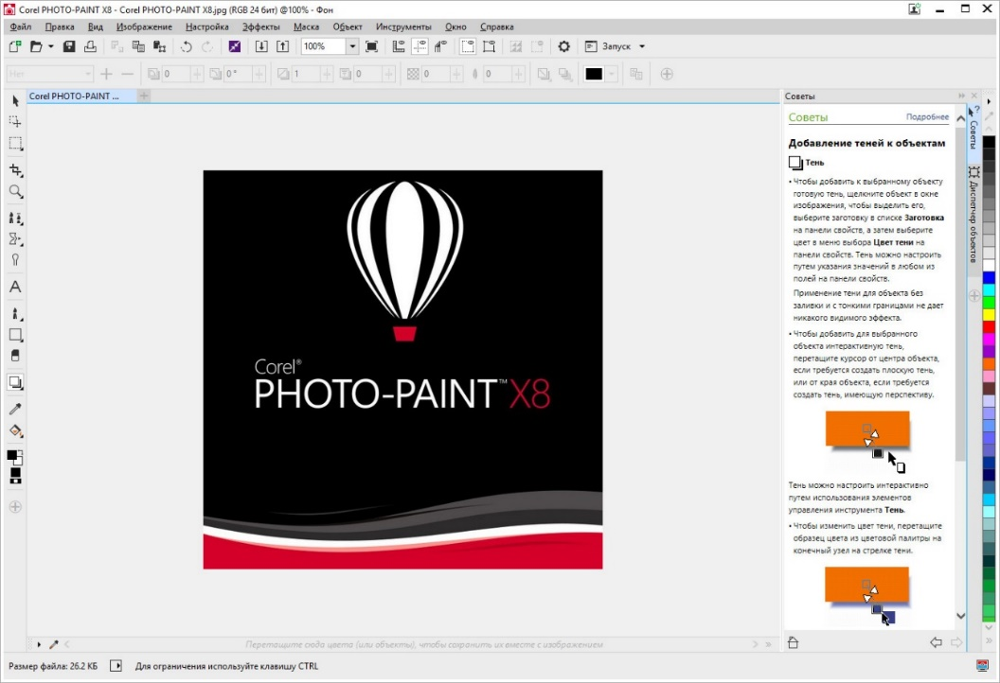 Corel PHOTO-PAINT X8 - Corel PHOTO-PAINT X8.jpg (RGB 24 бит) @100% - Фон
Файл Правка Вид Изображение Настройка Эффекты Маска Объект Инструменты Окно Справка
100% Запуск
Нет 0 0 ° 1 0 0 0
Corel PHOTO-PAINT ...
Советы
Советы Подробнее
Добавление теней к объектам
Тень
• Чтобы добавить к выбранному объекту
готовую тень, щелкните объект в окне
изображения, чтобы выделить его,
выберите заготовку в списке Заготовка
на панели свойств, а затем выберите
цвет в меню выбора Цвет тени на
панели свойств. Тень можно настроить
путем указания значений в любом из
полей на панели свойств.
Применение тени для объекта без
заливки и с тонкими границами не дает
никакого видимого эффекта.
• Чтобы добавить для выбранного
объекта интерактивную тень,
перетащите курсор от центра объекта,
если требуется создать плоскую тень,
или от края объекта, если требуется
создать тень, имеющую перспективу.
Тень можно настроить интерактивно
путем использования элементов
управления инструмента Тень.
• Чтобы изменить цвет тени, перетащите
образец цвета из цветовой палитры на
конечный узел на стрелке тени.
Советы
Диспетчер объектов
Corel®
PHOTO-PAINT™ X8
Перетащите сюда цвета (или объекты), чтобы сохранить их вместе с изображением
Размер файла: 26.2 КБ Для ограничения используйте клавишу CTRL